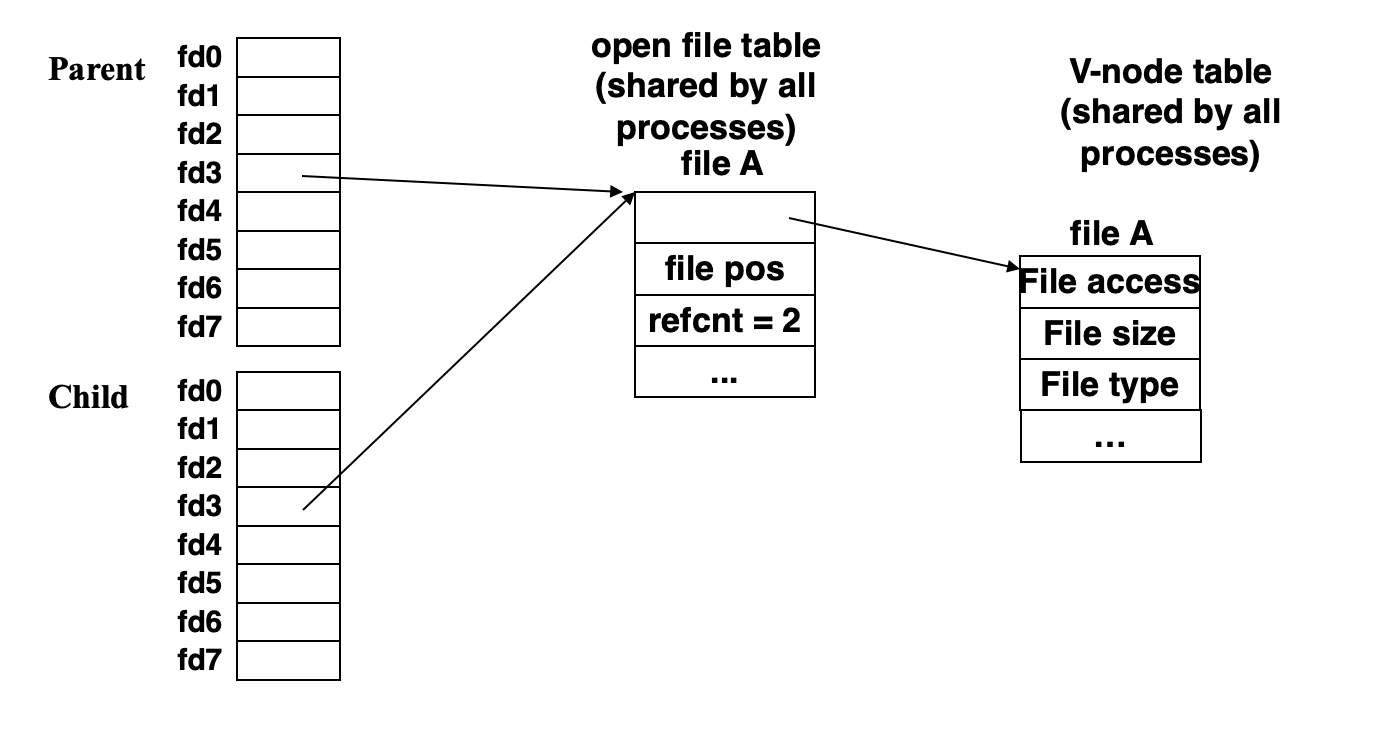 Parent
fd0
fd1
fd2
fd3
fd4
fd5
fd6
fd7
Child
fd0
fd1
fd2
fd3
fd4
fd5
fd6
fd7
open file table
(shared by all
processes)
file A
file pos
refcnt = 2
...
V-node table
(shared by all
processes)
file A
File access
File size
File type
...